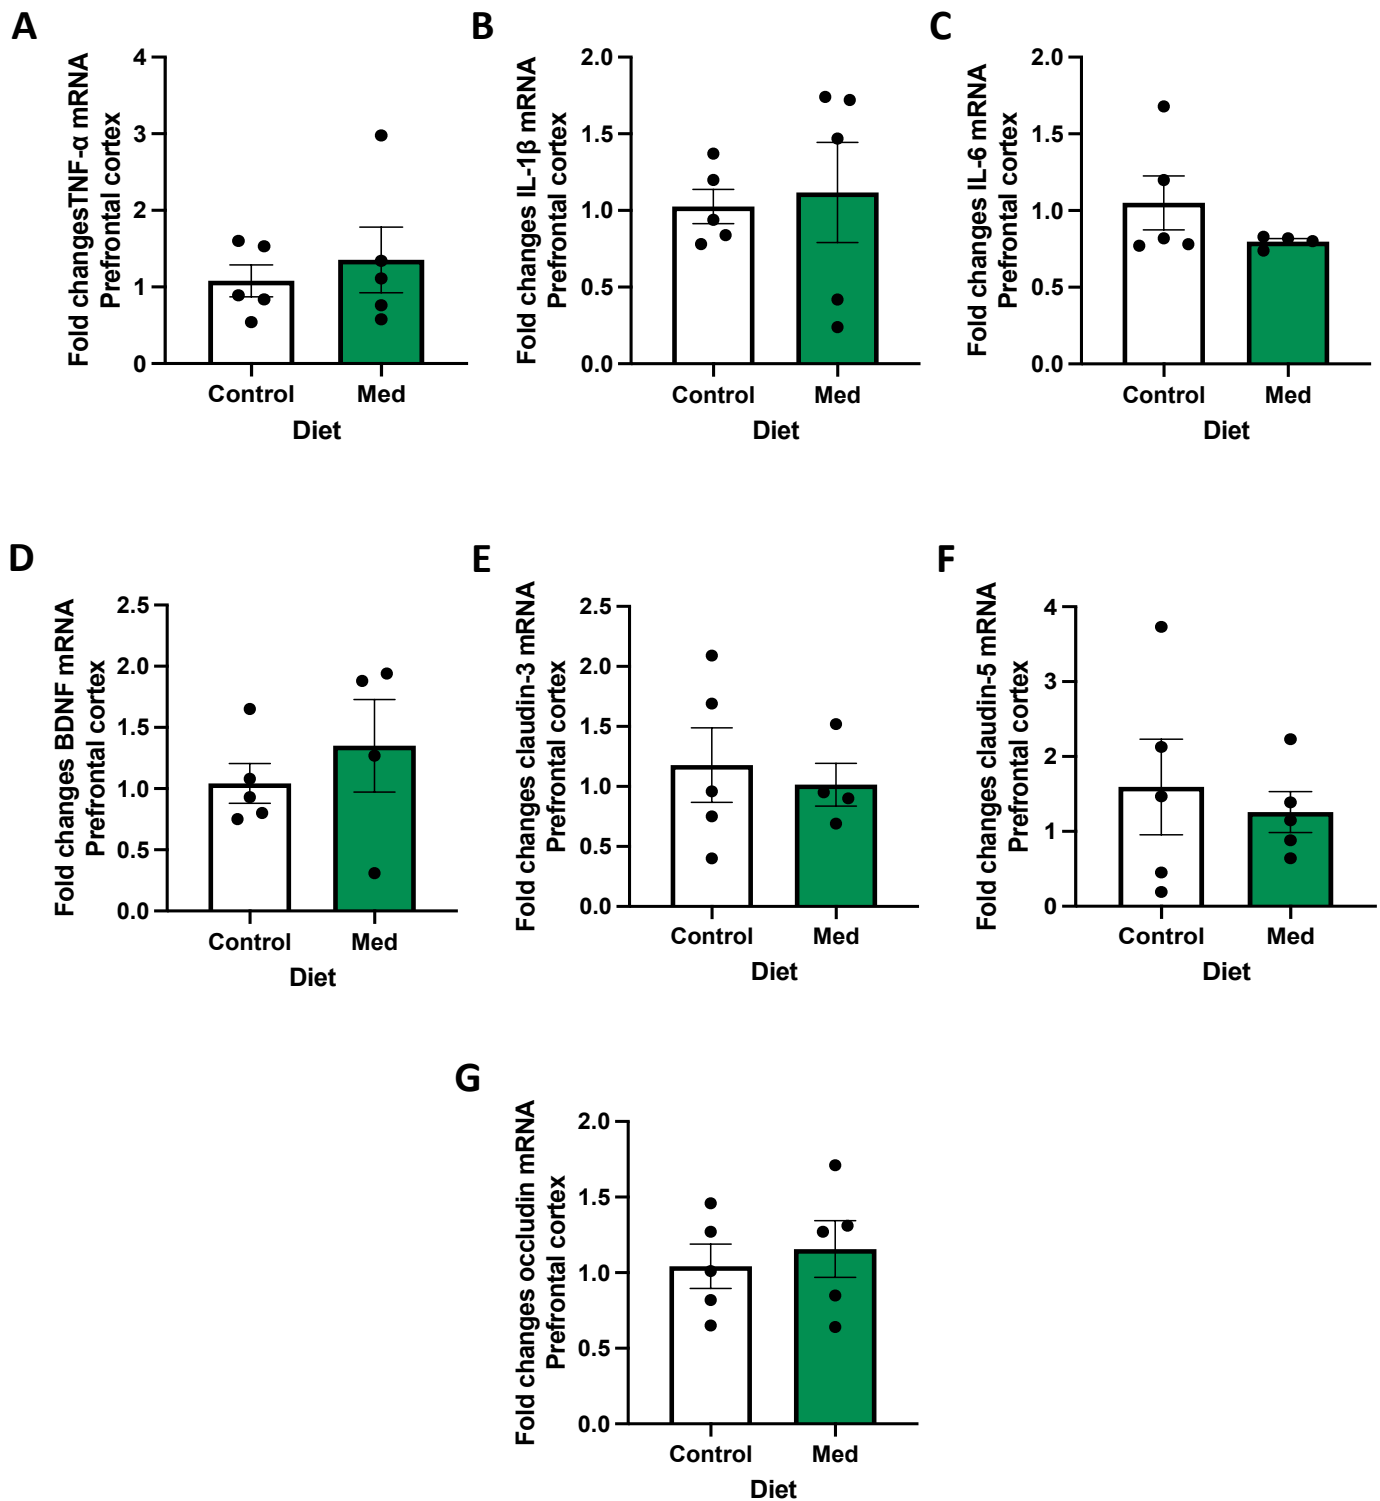 A
Fold changesTNF-α mRNA
Prefrontal cortex
4
3
2
1
0
Control
Med
Diet
B
Fold changes IL-1β mRNA
Prefrontal cortex
2.0
1.5
1.0
0.5
0.0
Control
Med
Diet
C
Fold changes IL-6 mRNA
Prefrontal cortex
2.0
1.5
1.0
0.5
0.0
Control
Med
Diet
D
Fold changes BDNF mRNA
Prefrontal cortex
2.5
2.0
1.5
1.0
0.5
0.0
Control
Med
Diet
E
Fold changes claudin-3 mRNA
Prefrontal cortex
2.5
2.0
1.5
1.0
0.5
0.0
Control
Med
Diet
F
Fold changes claudin-5 mRNA
Prefrontal cortex
4
3
2
1
0
Control
Med
Diet
G
Fold changes occludin mRNA
Prefrontal cortex
2.0
1.5
1.0
0.5
0.0
Control
Med
Diet